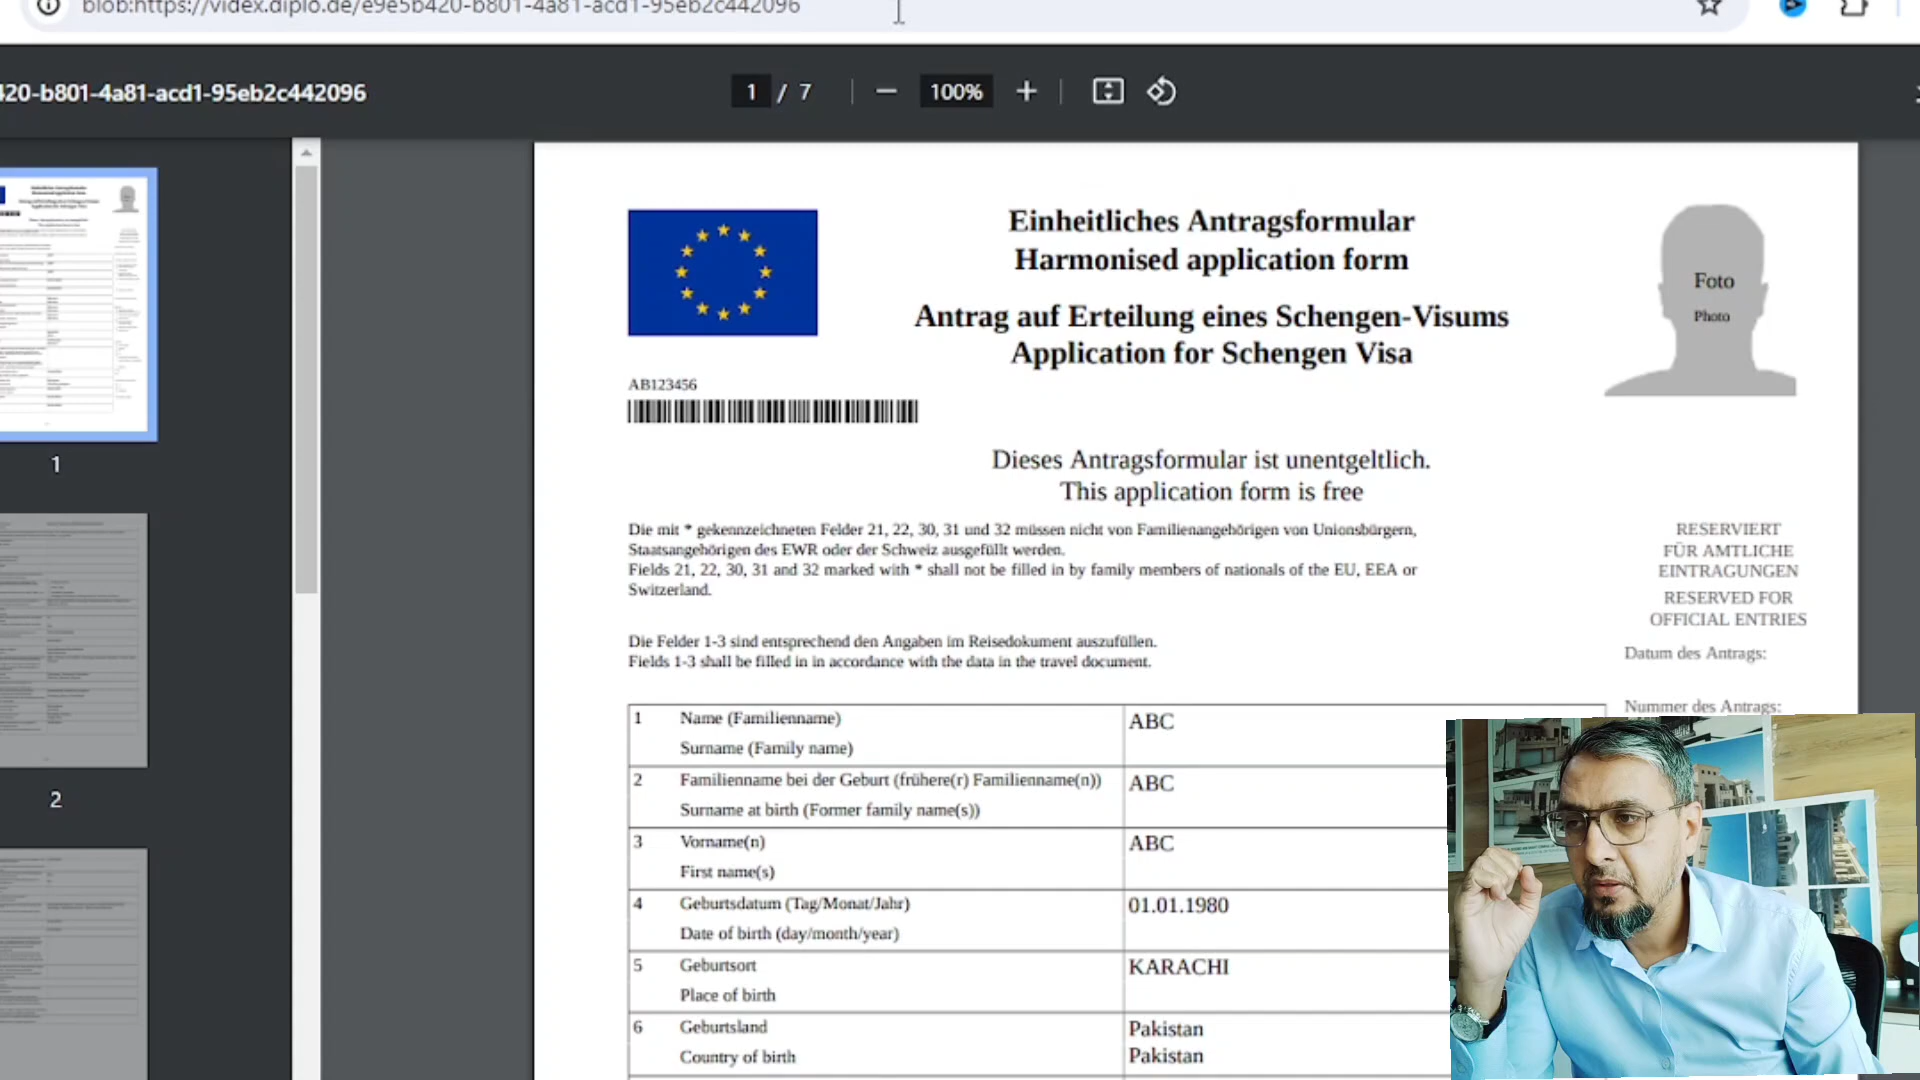 blob:https://videx.diplo.de/e9e5b420-b801-4a81-acd1-95eb2c442096
420-b801-4a81-acd1-95eb2c442096
1 / 7
100%
1
2
Einheitliches Antragsformular
Harmonised application form
Antrag auf Erteilung eines Schengen-Visums
Application for Schengen Visa
Foto
Photo
AB123456
Dieses Antragsformular ist unentgeltlich.
This application form is free
Die mit * gekennzeichneten Felder 21, 22, 30, 31 und 32 müssen nicht von Familienangehörigen von Unionsbürgern,
Staatsangehörigen des EWR oder der Schweiz ausgefüllt werden.
Fields 21, 22, 30, 31 and 32 marked with * shall not be filled in by family members of nationals of the EU, EEA or
Switzerland.
Die Felder 1-3 sind entsprechend den Angaben im Reisedokument auszufüllen.
Fields 1-3 shall be filled in in accordance with the data in the travel document.
RESERVIERT
FÜR AMTLICHE
EINTRAGUNGEN
RESERVED FOR
OFFICIAL ENTRIES
Datum des Antrags:
Nummer des Antrags:
1 Name (Familienname) ABC
Surname (Family name)
2 Familienname bei der Geburt (frühere(r) Familienname(n)) ABC
Surname at birth (Former family name(s))
3 Vorname(n) ABC
First name(s)
4 Geburtsdatum (Tag/Monat/Jahr) 01.01.1980
Date of birth (day/month/year)
5 Geburtsort KARACHI
Place of birth
6 Geburtsland Pakistan
Country of birth Pakistan